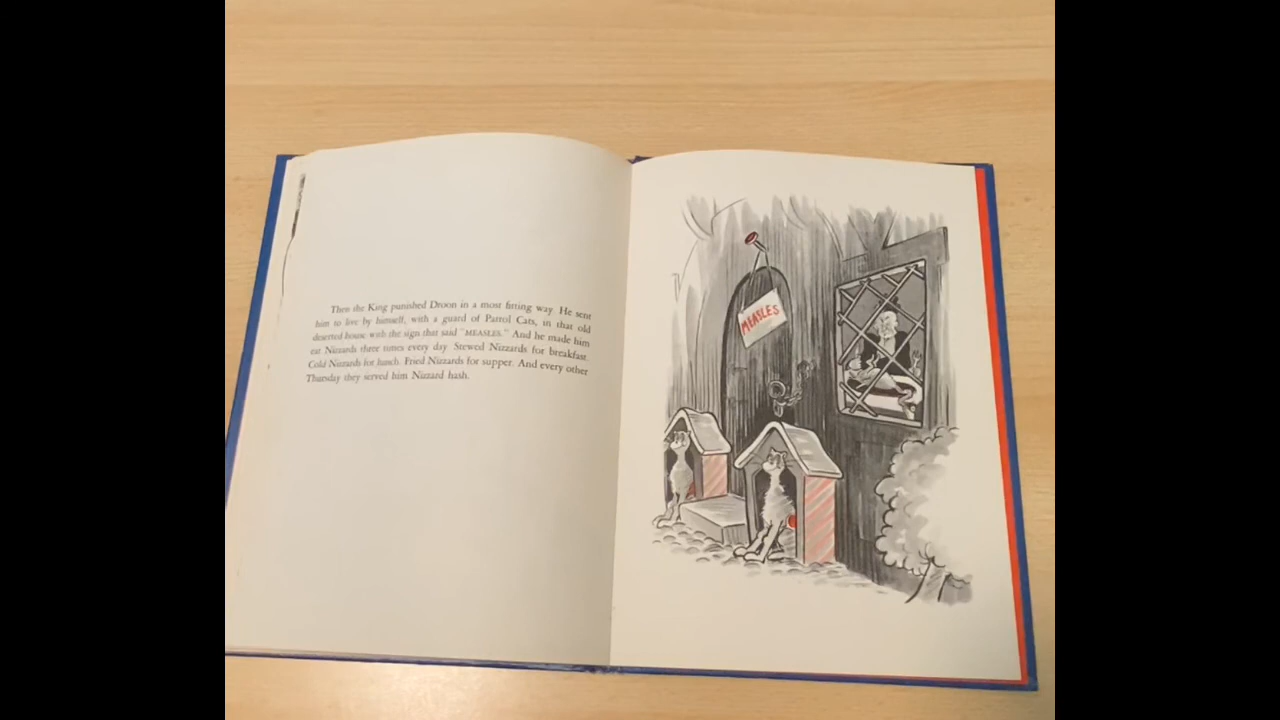 Then the King punished Droon in a most fitting way. He sent
him to live by himself, with a guard of Patrol Cats, in that old
deserted house with the sign that said "MEASLES." And he made him
eat Nizzards three times every day. Stewed Nizzards for breakfast.
Cold Nizzards for lunch. Fried Nizzards for supper. And every other
Thursday they served him Nizzard hash.
MEASLES